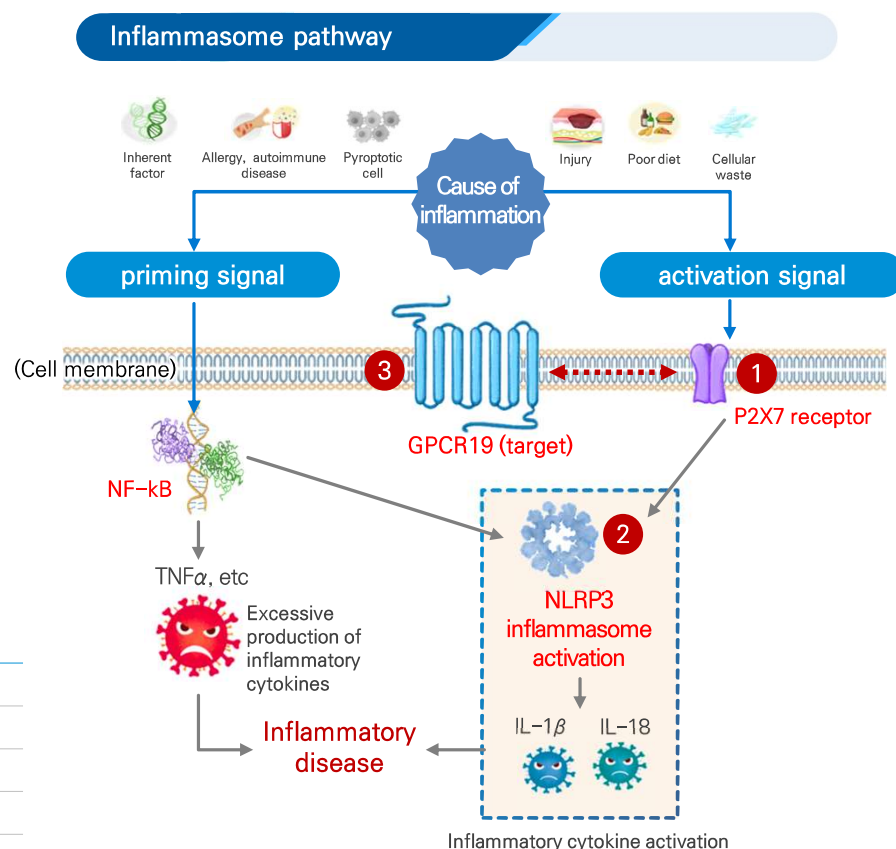 Inflammasome pathway
Inherent
factor
Allergy, autoimmune
disease
Pyroptotic
cell
Injury
Poor diet
Cellular
waste
Cause of
inflammation
priming signal
activation signal
(Cell membrane)
3
1
GPCR19 (target)
P2X7 receptor
NF-kB
2
TNFα, etc
Excessive
production of
inflammatory
cytokines
NLRP3
inflammasome
activation
IL-1β
IL-18
Inflammatory
disease
Inflammatory cytokine activation